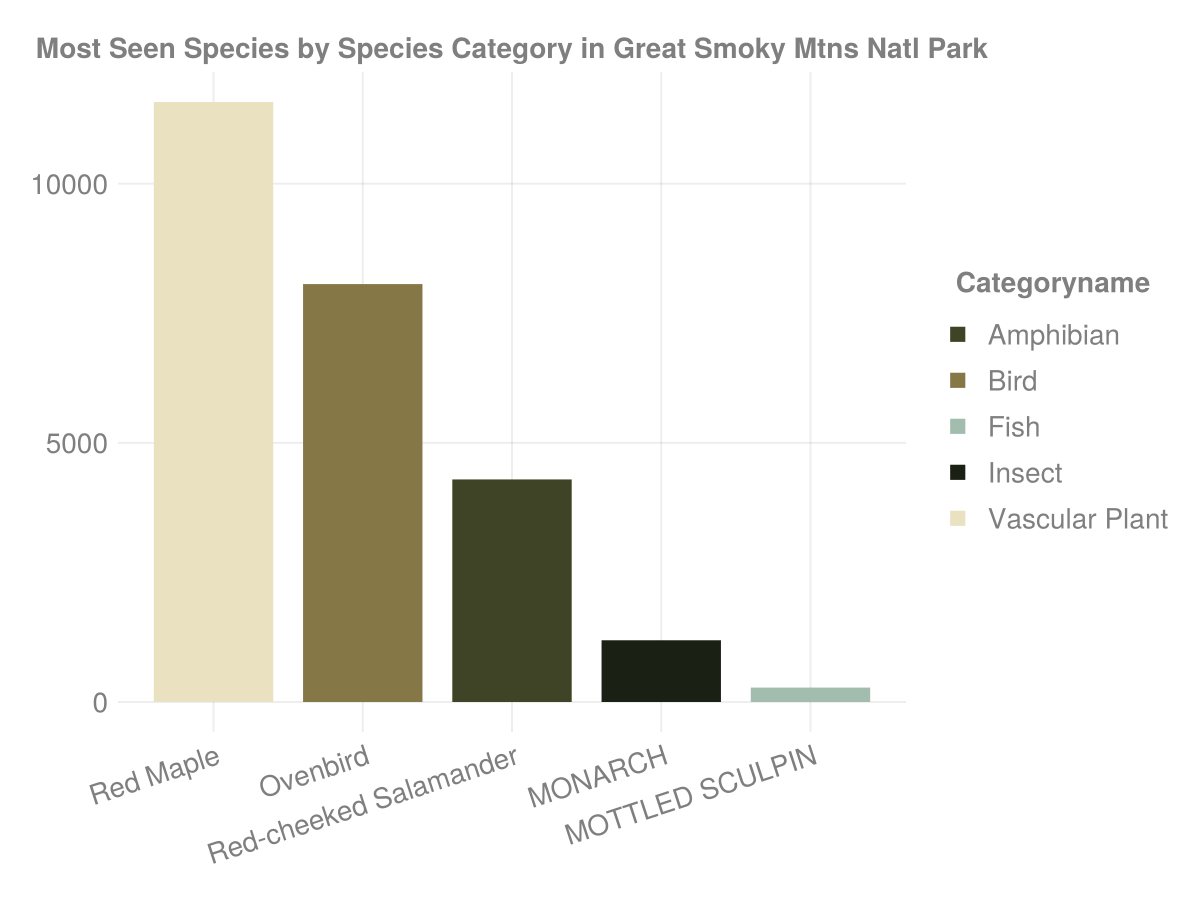 Most Seen Species by Species Category in Great Smoky Mtns Natl Park
10000
5000
0
Red Maple
Ovenbird
Red-cheeked Salamander
MONARCH
MOTTLED SCULPIN
Categoryname
Amphibian
Bird
Fish
Insect
Vascular Plant